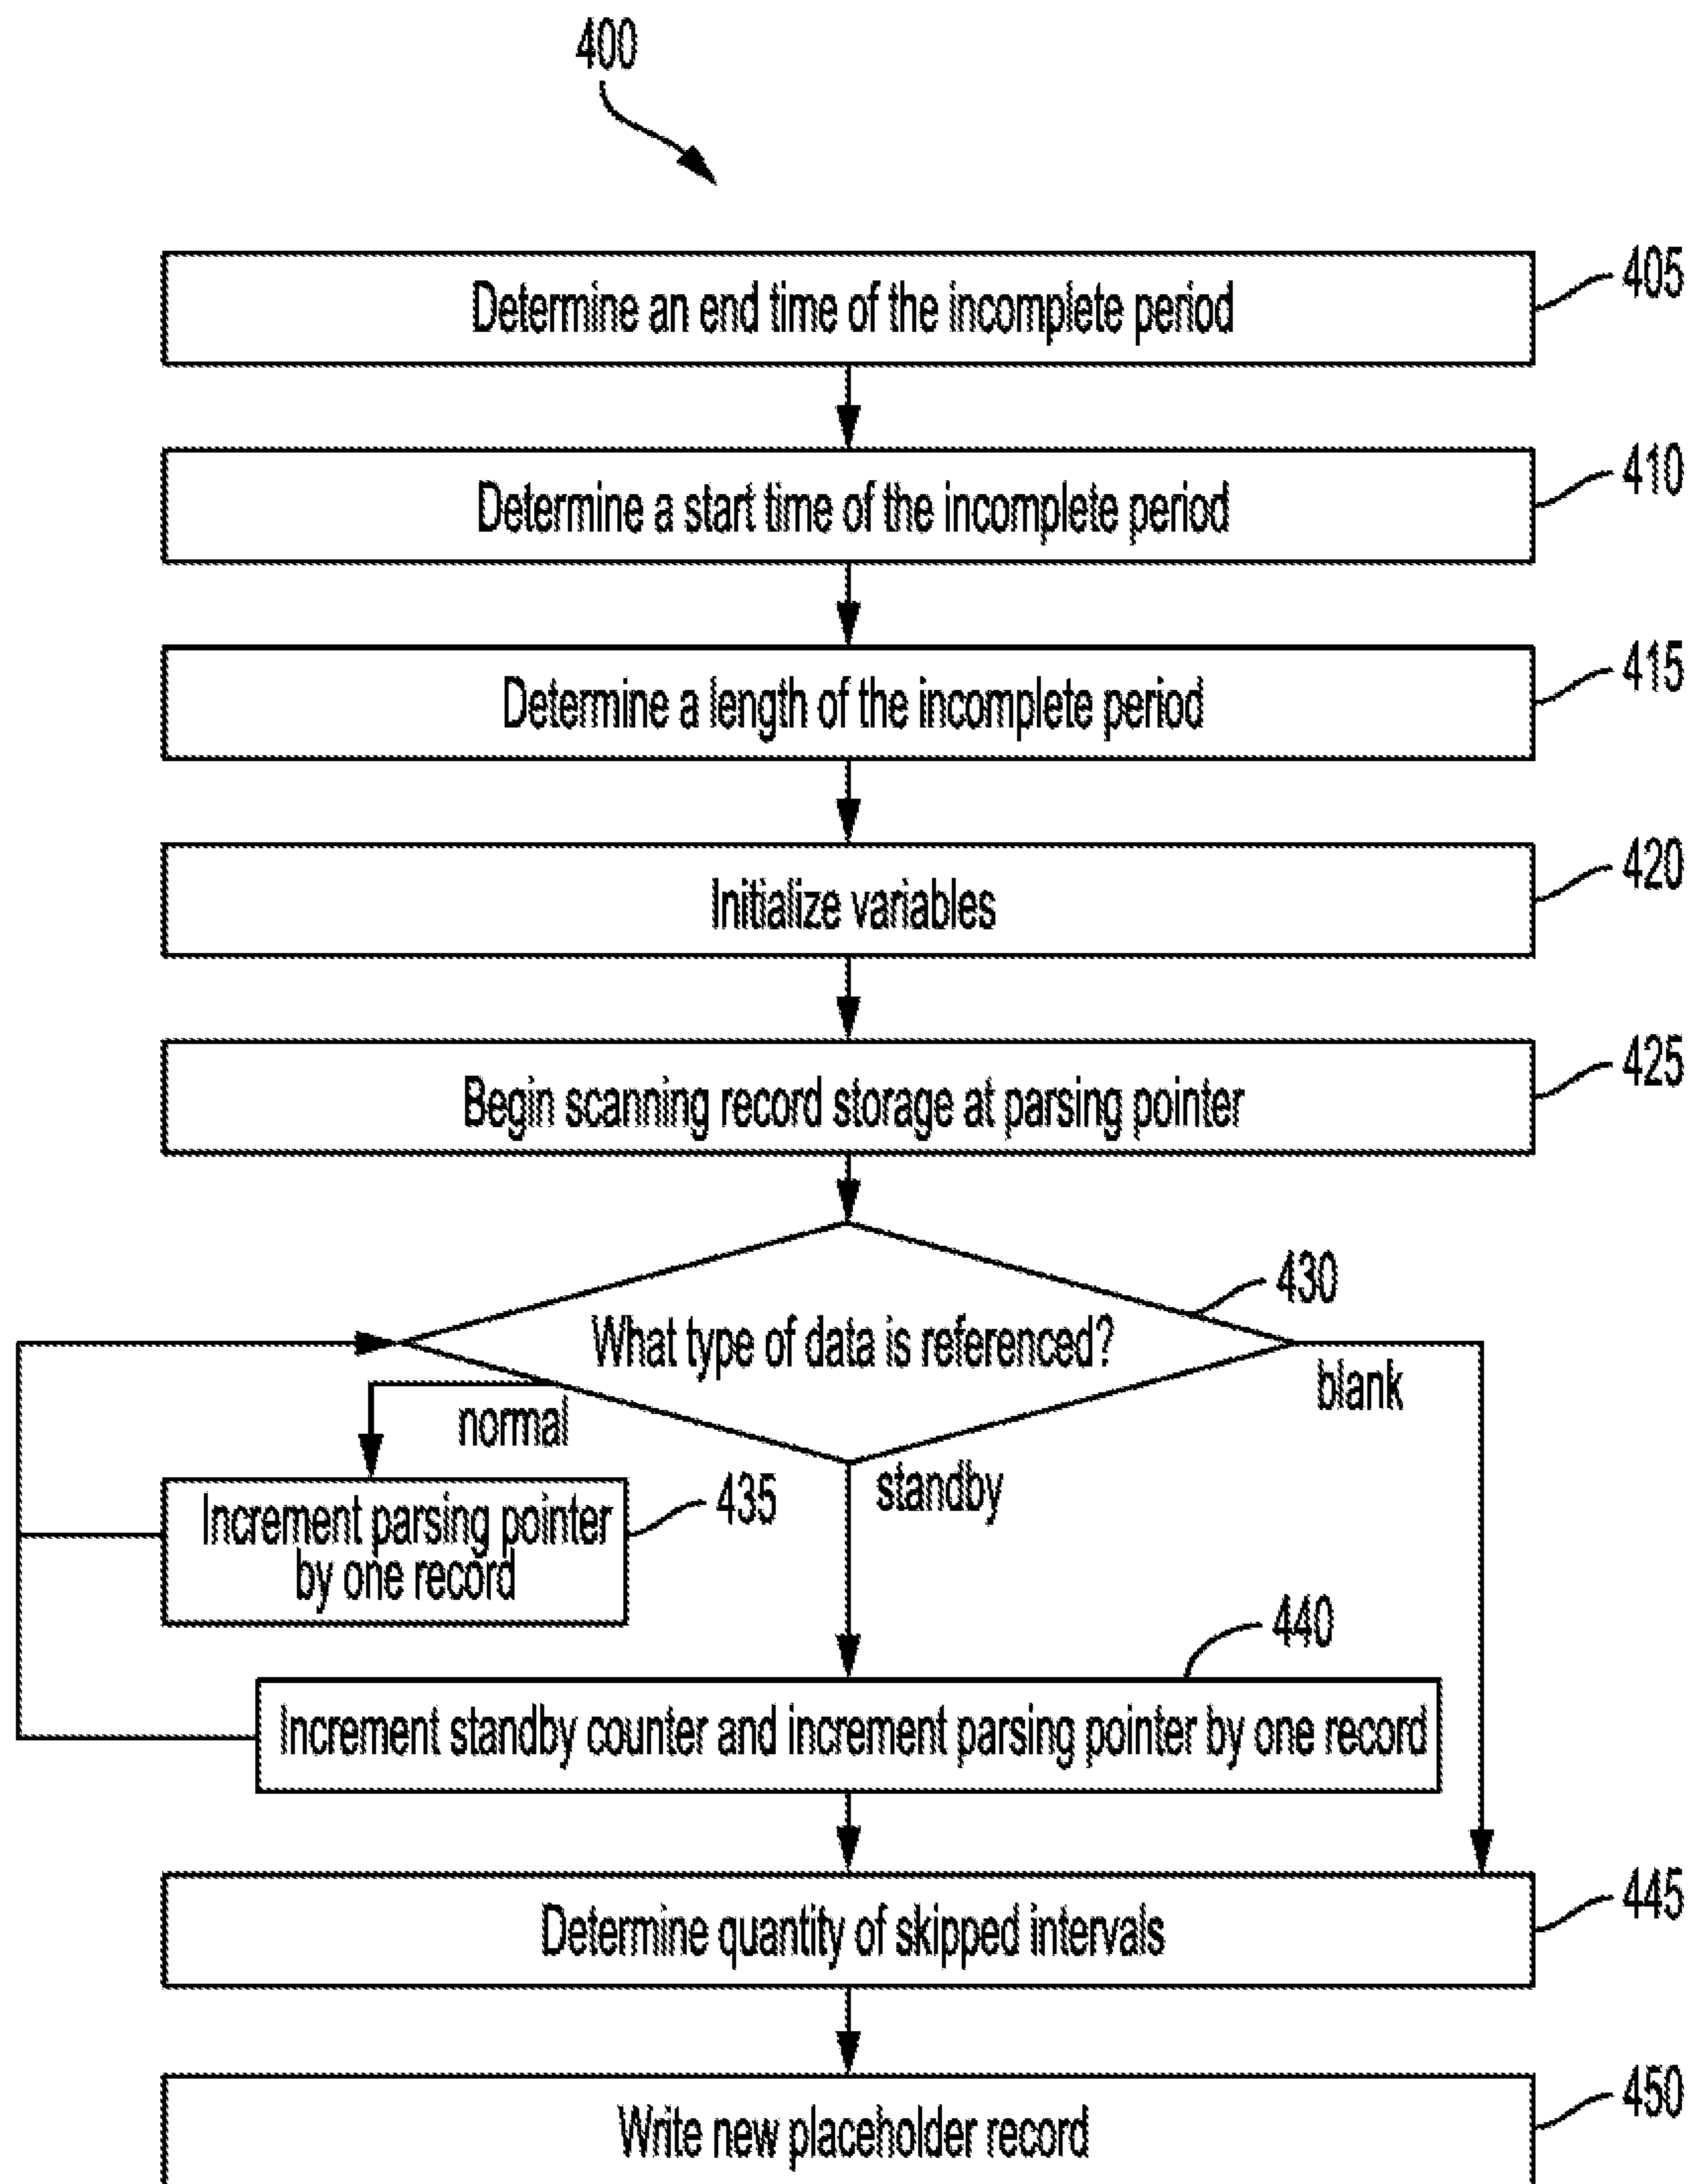 400
Determine an end time of the incomplete period
405
Determine a start time of the incomplete period
410
Determine a length of the incomplete period
415
Initialize variables
420
Begin scanning record storage at parsing pointer
425
430
What type of data is referenced?
blank
normal
standby
Increment parsing pointer
by one record
435
440
Increment standby counter and increment parsing pointer by one record
Determine quantity of skipped intervals
445
Write new placeholder record
450